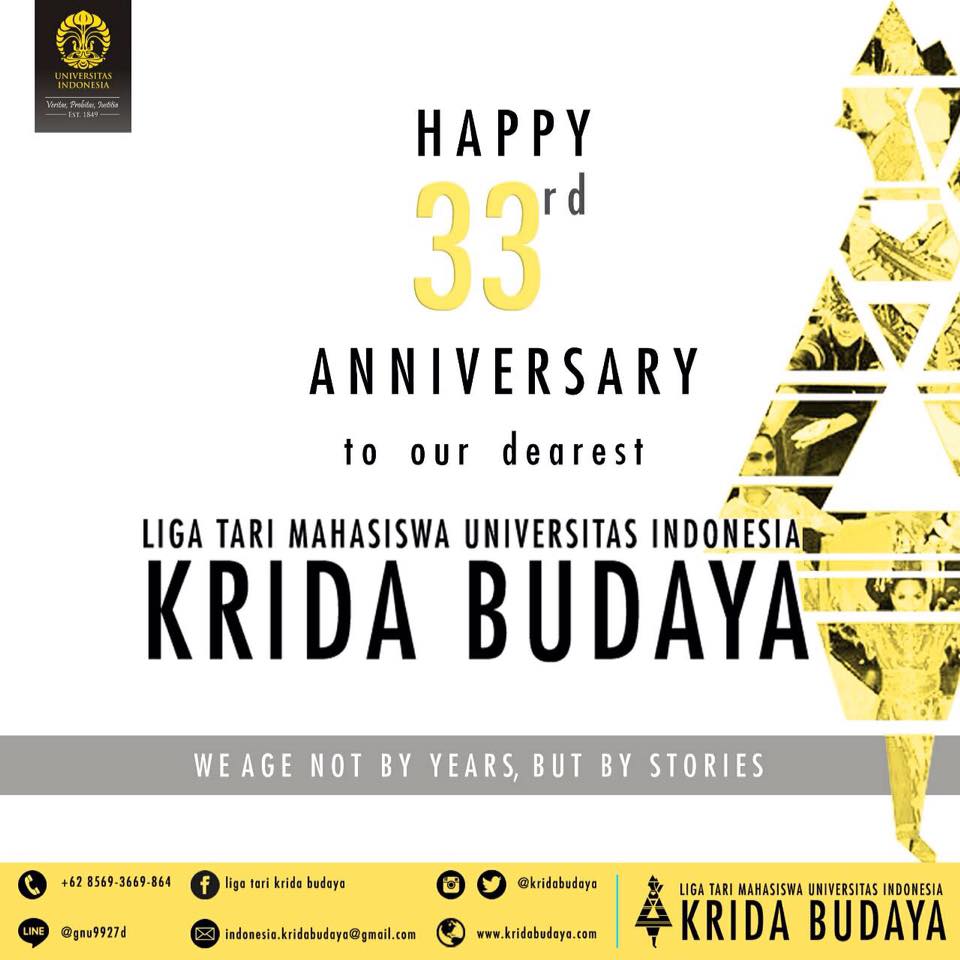 UNIVERSITAS
INDONESIA
Veritas, Probitas, Justitia
EST. 1849
HAPPY
33rd
ANNIVERSARY
to our dearest
LIGA TARI MAHASISWA UNIVERSITAS INDONESIA
KRIDA BUDAYA
WE AGE NOT BY YEARS, BUT BY STORIES
+62 8569-3669-864
liga tari krida budaya
@kridabudaya
LINE
@gnu9927d
indonesia.kridabudaya@gmail.com
www.kridabudaya.com
LIGA TARI MAHASISWA UNIVERSITAS INDONESIA
KRIDA BUDAYA